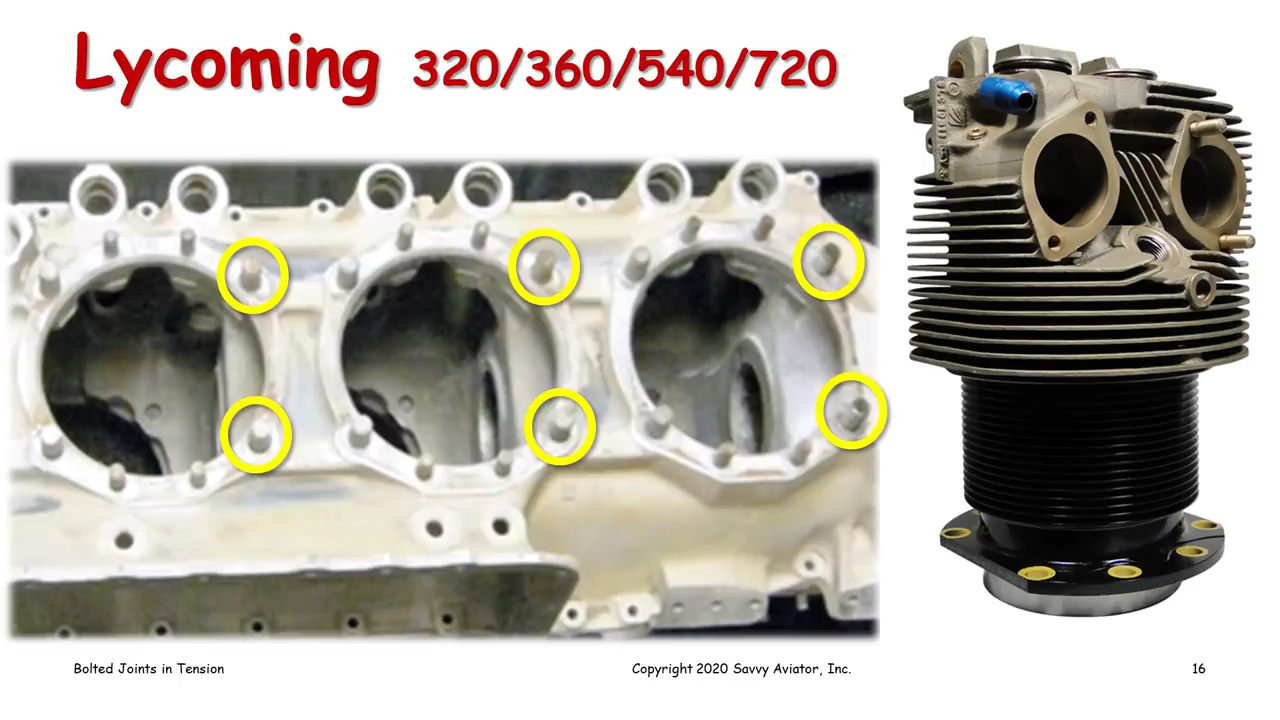 Lycoming 320/360/540/720
Bolted Joints in Tension
Copyright 2020 Savvy Aviator, Inc.
16